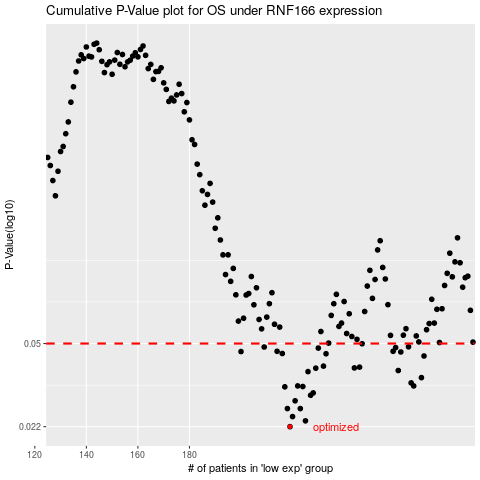 Cumulative P-Value plot for OS under RNF166 expression
P-Value(log10)
0.05
0.022
optimized
120 140 160 180
# of patients in 'low exp' group